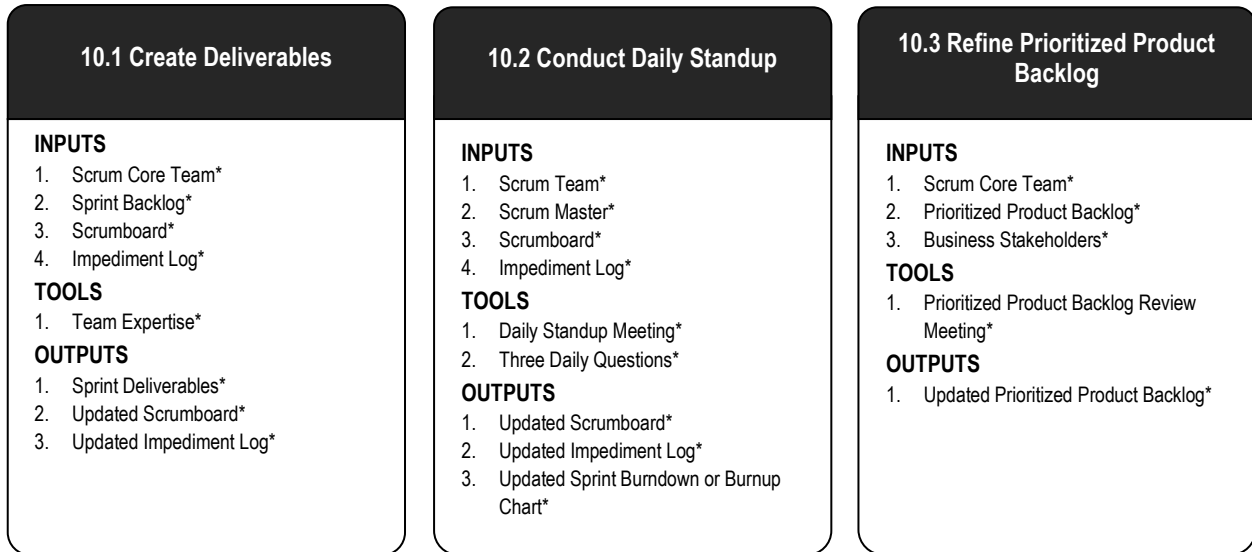 10.1 Create Deliverables
INPUTS
1. Scrum Core Team*
2. Sprint Backlog*
3. Scrumboard*
4. Impediment Log*
TOOLS
1. Team Expertise*
OUTPUTS
1. Sprint Deliverables*
2. Updated Scrumboard*
3. Updated Impediment Log*
10.2 Conduct Daily Standup
INPUTS
1. Scrum Team*
2. Scrum Master*
3. Scrumboard*
4. Impediment Log*
TOOLS
1. Daily Standup Meeting*
2. Three Daily Questions*
OUTPUTS
1. Updated Scrumboard*
2. Updated Impediment Log*
3. Updated Sprint Burndown or Burnup
Chart*
10.3 Refine Prioritized Product
Backlog
INPUTS
1. Scrum Core Team*
2. Prioritized Product Backlog*
3. Business Stakeholders*
TOOLS
1. Prioritized Product Backlog Review
Meeting*
OUTPUTS
1. Updated Prioritized Product Backlog*